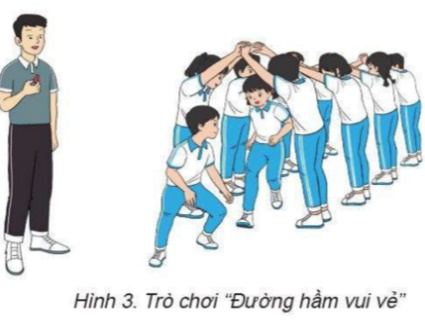 Hình 3. Trò chơi “Đường hầm vui vẻ”